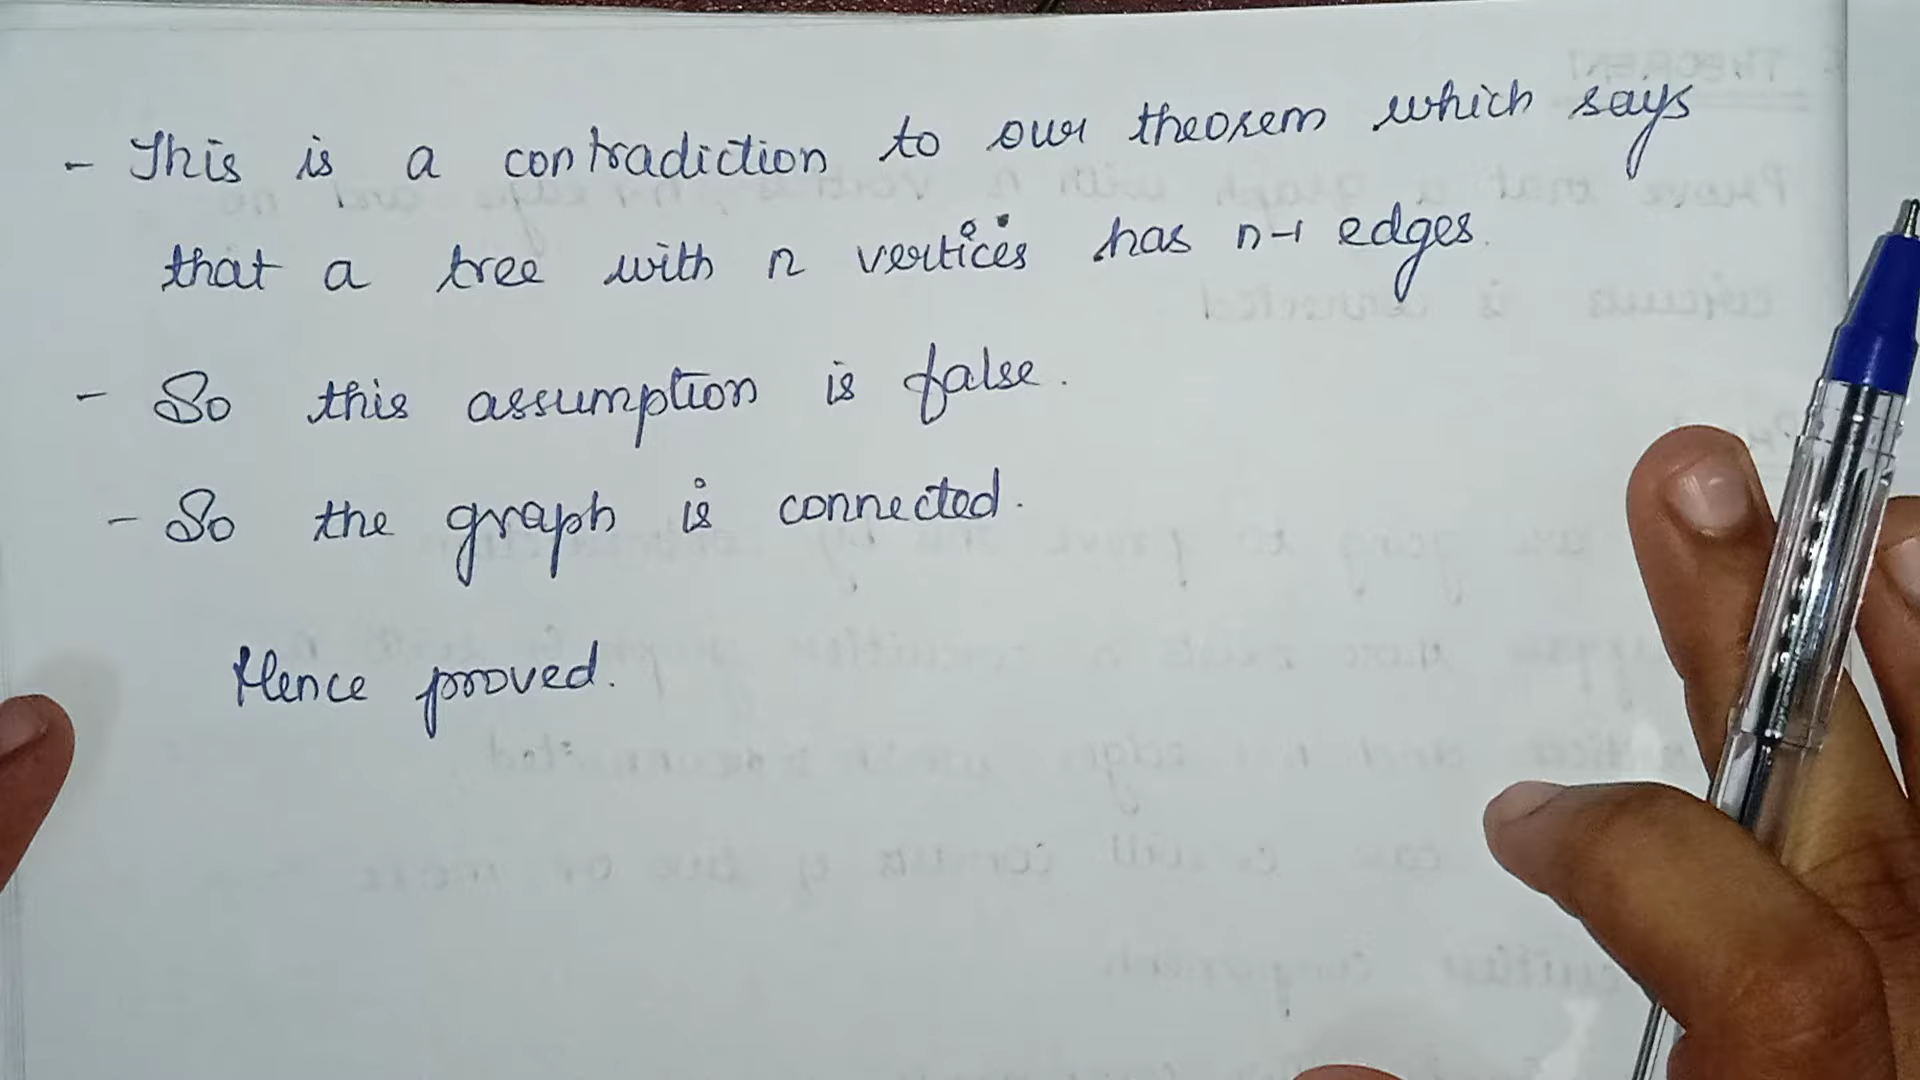 - This is a contradiction to our theorem which says
that a tree with n vertices has n-1 edges.
- So this assumption is false.
- So the graph is connected.
Hence proved.